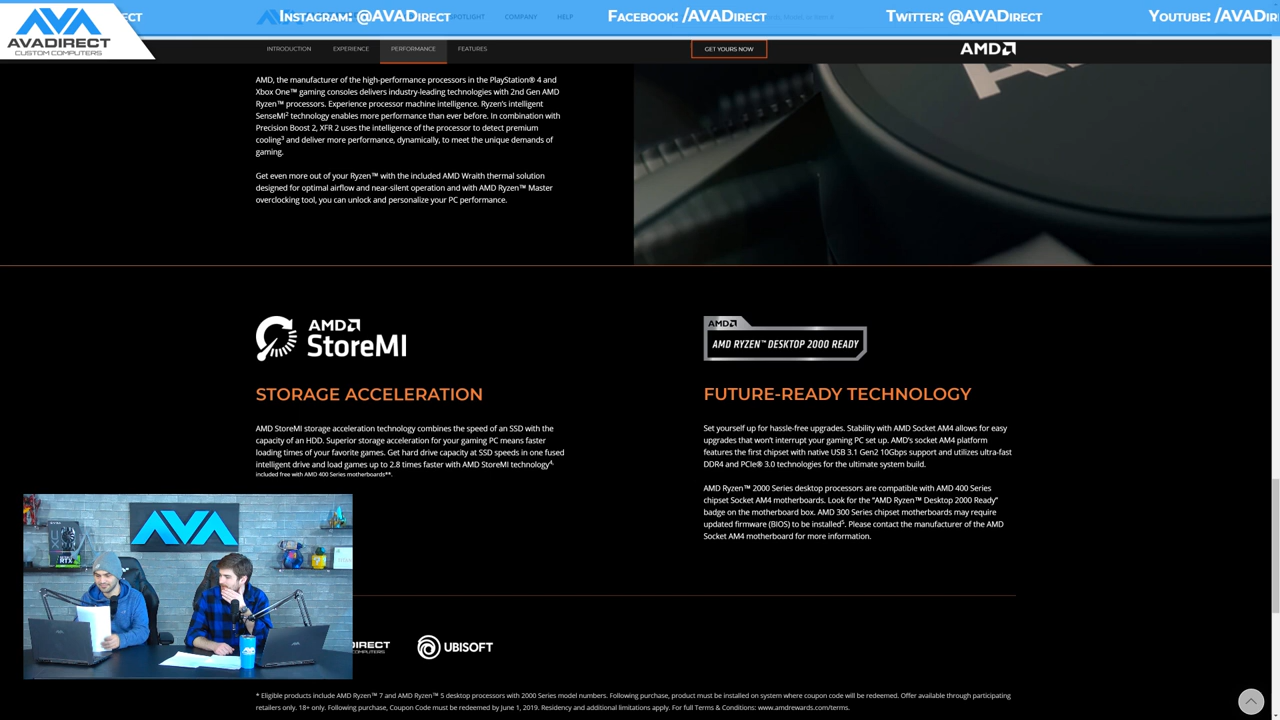 RECT
INSTAGRAM: @AVADIRECT
FACEBOOK: /AVADIRECT
TWITTER: @AVADIRECT
YOUTUBE: /AVADIR
SPOTLIGHT
COMPANY
HELP
AVADIRECT
CUSTOM COMPUTERS
INTRODUCTION
EXPERIENCE
PERFORMANCE
FEATURES
GET YOURS NOW
AMD
AMD, the manufacturer of the high-performance processors in the PlayStation® 4 and
Xbox One™ gaming consoles delivers industry-leading technologies with 2nd Gen AMD
Ryzen™ processors. Experience processor machine intelligence. Ryzen's intelligent
SenseMI² technology enables more performance than ever before. In combination with
Precision Boost 2, XFR 2 uses the intelligence of the processor to detect premium
cooling³ and deliver more performance, dynamically, to meet the unique demands of
gaming.
Get even more out of your Ryzen™ with the included AMD Wraith thermal solution
designed for optimal airflow and near-silent operation and with AMD Ryzen™ Master
overclocking tool, you can unlock and personalize your PC performance.
AMD
StoreMI
STORAGE ACCELERATION
AMD StoreMI storage acceleration technology combines the speed of an SSD with the
capacity of an HDD. Superior storage acceleration for your gaming PC means faster
loading times of your favorite games. Get hard drive capacity at SSD speeds in one fused
intelligent drive and load games up to 2.8 times faster with AMD StoreMI technology⁴,
included free with AMD 400 Series motherboards**.
AMD
AMD RYZEN™ DESKTOP 2000 READY
FUTURE-READY TECHNOLOGY
Set yourself up for hassle-free upgrades. Stability with AMD Socket AM4 allows for easy
upgrades that won't interrupt your gaming PC set up. AMD's socket AM4 platform
features the first chipset with native USB 3.1 Gen2 10Gbps support and utilizes ultra-fast
DDR4 and PCIe® 3.0 technologies for the ultimate system build.
AMD Ryzen™ 2000 Series desktop processors are compatible with AMD 400 Series
chipset Socket AM4 motherboards. Look for the "AMD Ryzen™ Desktop 2000 Ready"
badge on the motherboard box. AMD 300 Series chipset motherboards may require
updated firmware (BIOS) to be installed⁵. Please contact the manufacturer of the AMD
Socket AM4 motherboard for more information.
AVA
RTX
DIRECT
COMPUTERS
UBISOFT
* Eligible products include AMD Ryzen™ 7 and AMD Ryzen™ 5 desktop processors with 2000 Series model numbers. Following purchase, product must be installed on system where coupon code will be redeemed. Offer available through participating
retailers only. 18+ only. Following purchase, Coupon Code must be redeemed by June 1, 2019. Residency and additional limitations apply. For full Terms & Conditions: www.amdrewards.com/terms.